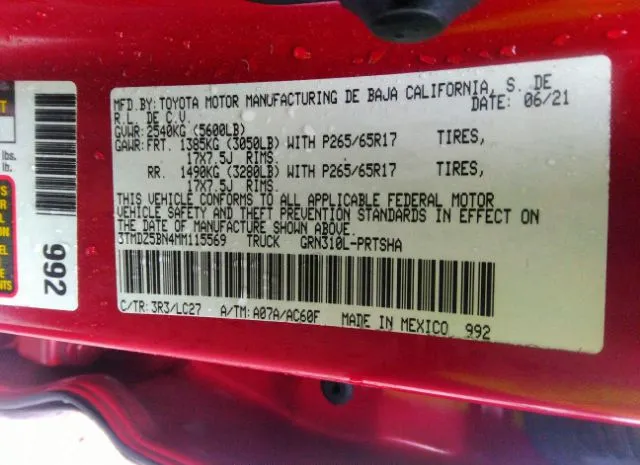 MFD.BY: TOYOTA MOTOR MANUFACTURING DE BAJA CALIFORNIA, S. DE
R.L. DE C.V. DATE: 06/21
GVWR: 2540KG (5600LB)
GAWR: FRT. 1385KG (3050LB) WITH P265/65R17 TIRES,
17X7.5J RIMS.
RR. 1490KG (3280LB) WITH P265/65R17 TIRES,
17X7.5J RIMS.
THIS VEHICLE CONFORMS TO ALL APPLICABLE FEDERAL MOTOR
VEHICLE SAFETY AND THEFT PREVENTION STANDARDS IN EFFECT ON
THE DATE OF MANUFACTURE SHOWN ABOVE.
3TMDZ5BN4MM115569 TRUCK GRN310L-PRTSHA
C/TR: 3R3/LC27 A/TM: A07A/AC60F MADE IN MEXICO 992
992
lbs.